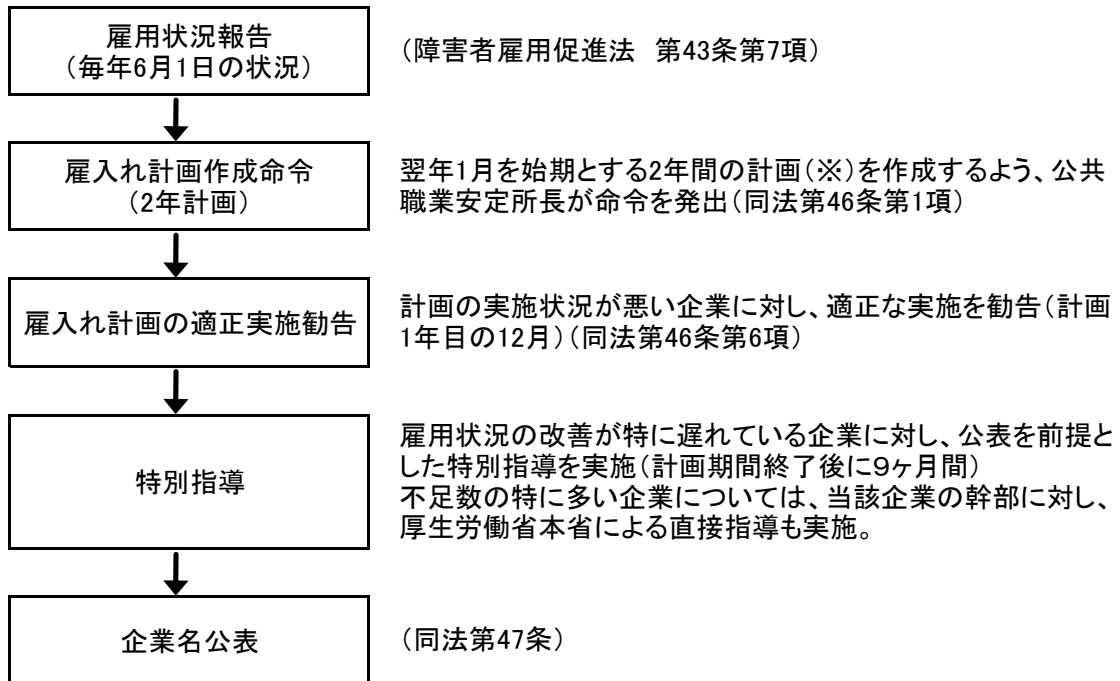 雇用状況報告
（毎年6月1日の状況）
（障害者雇用促進法　第43条第7項）
雇入れ計画作成命令
（2年計画）
翌年1月を始期とする2年間の計画（※）を作成するよう、公共
職業安定所長が命令を発出（同法第46条第1項）
雇入れ計画の適正実施勧告
計画の実施状況が悪い企業に対し、適正な実施を勧告（計画
1年目の12月）（同法第46条第6項）
特別指導
雇用状況の改善が特に遅れている企業に対し、公表を前提と
した特別指導を実施（計画期間終了後に９ヶ月間）
不足数の特に多い企業については、当該企業の幹部に対し、
厚生労働省本省による直接指導も実施。
企業名公表
（同法第47条）